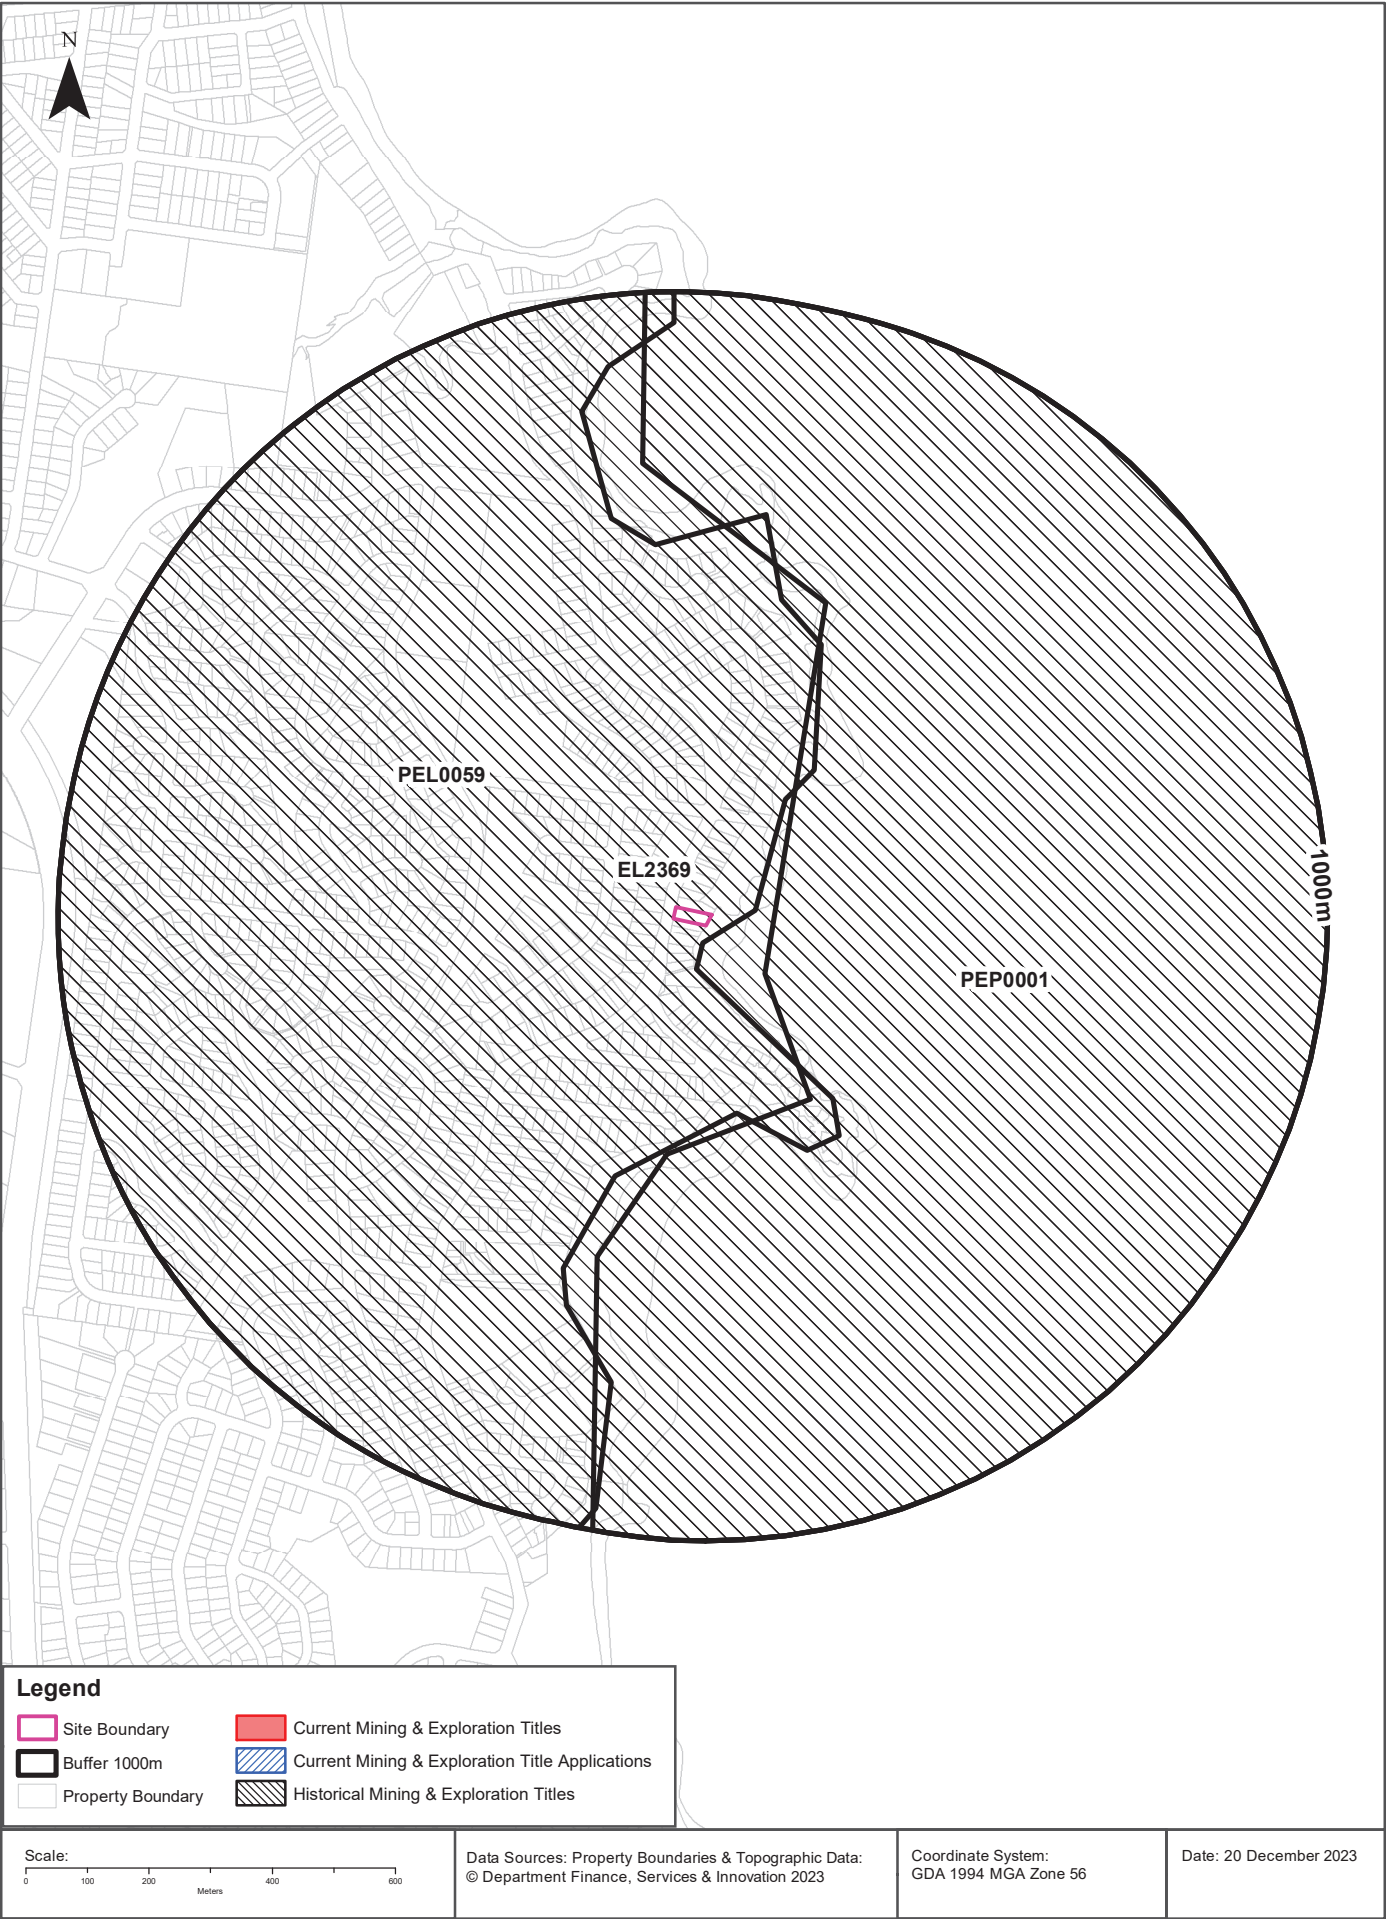 N
PEL0059
EL2369
1000m
PEP0001
Legend
Site Boundary
Buffer 1000m
Property Boundary
Current Mining & Exploration Titles
Current Mining & Exploration Title Applications
Historical Mining & Exploration Titles
Scale:
0 100 200 400 600
Meters
Data Sources: Property Boundaries & Topographic Data:
© Department Finance, Services & Innovation 2023
Coordinate System:
GDA 1994 MGA Zone 56
Date: 20 December 2023